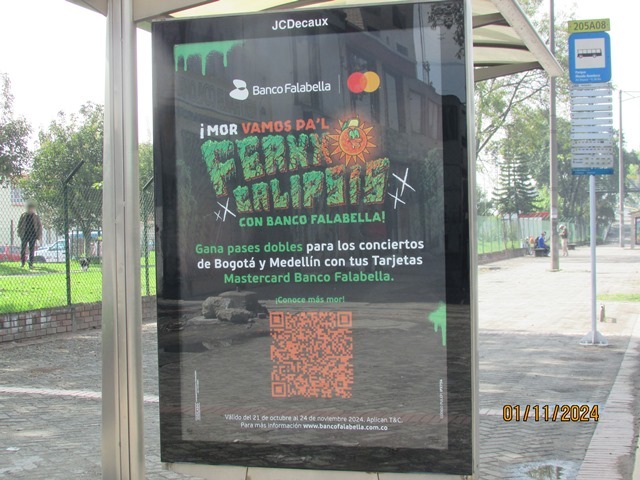 JCDecaux
205A08
Banco Falabella
¡MOR VAMOS PA'L
FERXXO
CALIPSIS
CON BANCO FALABELLA!
Gana pases dobles para los conciertos
de Bogotá y Medellín con tus Tarjetas
Mastercard Banco Falabella.
¡Conoce más mor!
Válido del 21 de octubre al 24 de noviembre 2024. Aplican T&C.
Para más información www.bancofalabella.com.co
01/11/2024